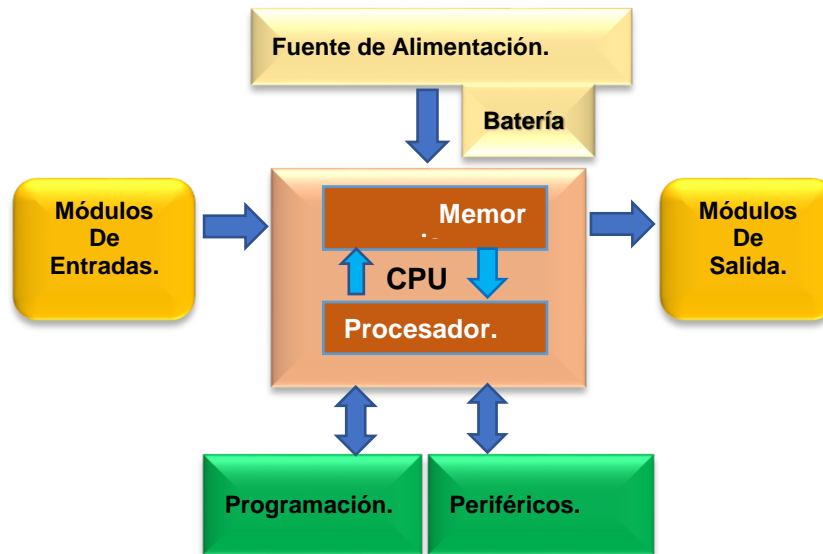 Fuente de Alimentación.
Batería
Módulos
De
Entradas.
Memor
CPU
Procesador.
Módulos
De
Salida.
Programación.
Periféricos.